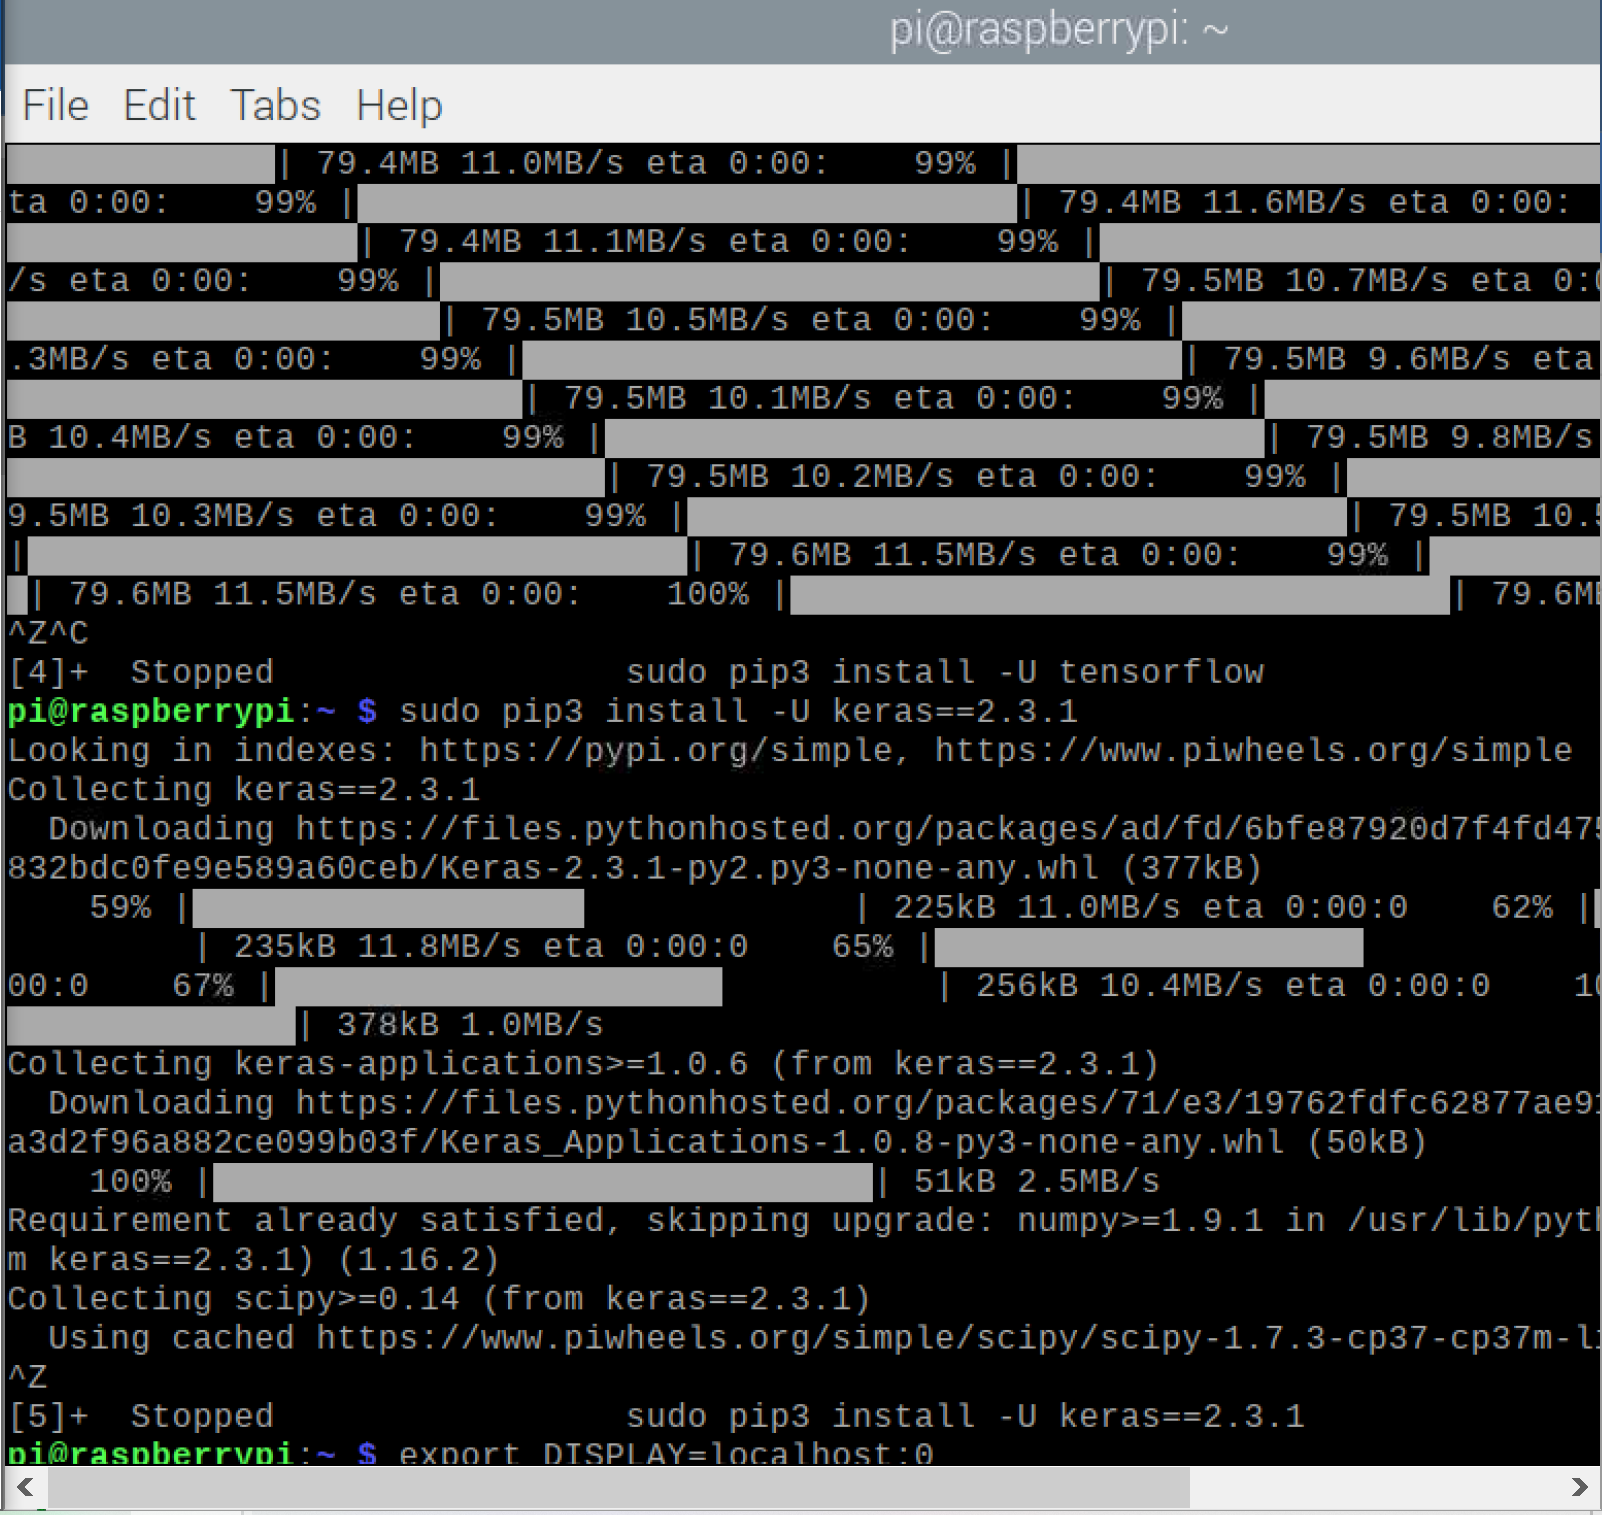 pi@raspberrypi: ~
File Edit Tabs Help
| 79.4MB 11.0MB/s eta 0:00: 99% |
ta 0:00: 99% | | 79.4MB 11.6MB/s eta 0:00:
| 79.4MB 11.1MB/s eta 0:00: 99% |
/s eta 0:00: 99% | | 79.5MB 10.7MB/s eta 0:0
| 79.5MB 10.5MB/s eta 0:00: 99% |
.3MB/s eta 0:00: 99% | | 79.5MB 9.6MB/s eta
| 79.5MB 10.1MB/s eta 0:00: 99% |
B 10.4MB/s eta 0:00: 99% | | 79.5MB 9.8MB/s
| 79.5MB 10.2MB/s eta 0:00: 99% |
9.5MB 10.3MB/s eta 0:00: 99% | | 79.5MB 10.5
| | 79.6MB 11.5MB/s eta 0:00: 99% |
| 79.6MB 11.5MB/s eta 0:00: 100% | | 79.6MB
^Z^C
[4]+ Stopped sudo pip3 install -U tensorflow
pi@raspberrypi:~ $ sudo pip3 install -U keras==2.3.1
Looking in indexes: https://pypi.org/simple, https://www.piwheels.org/simple
Collecting keras==2.3.1
Downloading https://files.pythonhosted.org/packages/ad/fd/6bfe87920d7f4fd475
832bdc0fe9e589a60ceb/Keras-2.3.1-py2.py3-none-any.whl (377kB)
59% | | 225kB 11.0MB/s eta 0:00:0 62% |
| 235kB 11.8MB/s eta 0:00:0 65% |
00:0 67% | | 256kB 10.4MB/s eta 0:00:0 10
| 378kB 1.0MB/s
Collecting keras-applications>=1.0.6 (from keras==2.3.1)
Downloading https://files.pythonhosted.org/packages/71/e3/19762fdfc62877ae91
a3d2f96a882ce099b03f/Keras_Applications-1.0.8-py3-none-any.whl (50kB)
100% | | 51kB 2.5MB/s
Requirement already satisfied, skipping upgrade: numpy>=1.9.1 in /usr/lib/pyth
m keras==2.3.1) (1.16.2)
Collecting scipy>=0.14 (from keras==2.3.1)
Using cached https://www.piwheels.org/simple/scipy/scipy-1.7.3-cp37-cp37m-li
^Z
[5]+ Stopped sudo pip3 install -U keras==2.3.1
pi@raspberrypi:~ $ export DISPLAY=localhost:0